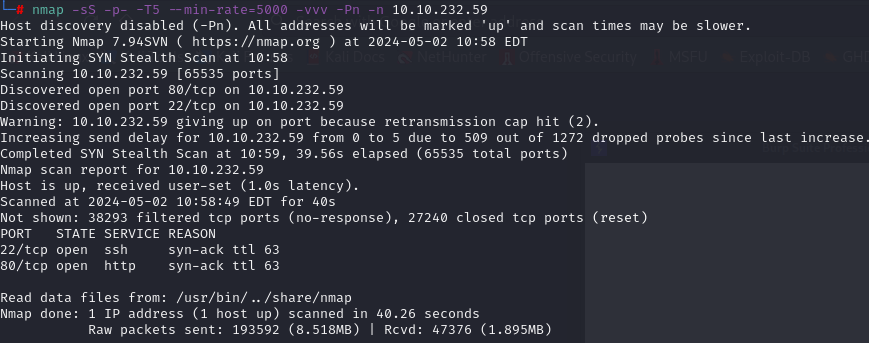 # nmap -sS -p- -T5 --min-rate=5000 -vvv -Pn -n 10.10.232.59
Host discovery disabled (-Pn). All addresses will be marked 'up' and scan times may be slower.
Starting Nmap 7.94SVN ( https://nmap.org ) at 2024-05-02 10:58 EDT
Initiating SYN Stealth Scan at 10:58
Kali Docs NetHunter Offensive Security MSFU Exploit-DB GHD
Scanning 10.10.232.59 [65535 ports]
Discovered open port 80/tcp on 10.10.232.59
Discovered open port 22/tcp on 10.10.232.59
Warning: 10.10.232.59 giving up on port because retransmission cap hit (2).
Increasing send delay for 10.10.232.59 from 0 to 5 due to 509 out of 1272 dropped probes since last increase.
Completed SYN Stealth Scan at 10:59, 39.56s elapsed (65535 total ports)
Nmap scan report for 10.10.232.59
Host is up, received user-set (1.0s latency).
Scanned at 2024-05-02 10:58:49 EDT for 40s
Not shown: 38293 filtered tcp ports (no-response), 27240 closed tcp ports (reset)
PORT   STATE SERVICE REASON
22/tcp open  ssh     syn-ack ttl 63
80/tcp open  http    syn-ack ttl 63
Read data files from: /usr/bin/../share/nmap
Nmap done: 1 IP address (1 host up) scanned in 40.26 seconds
           Raw packets sent: 193592 (8.518MB) | Rcvd: 47376 (1.895MB)